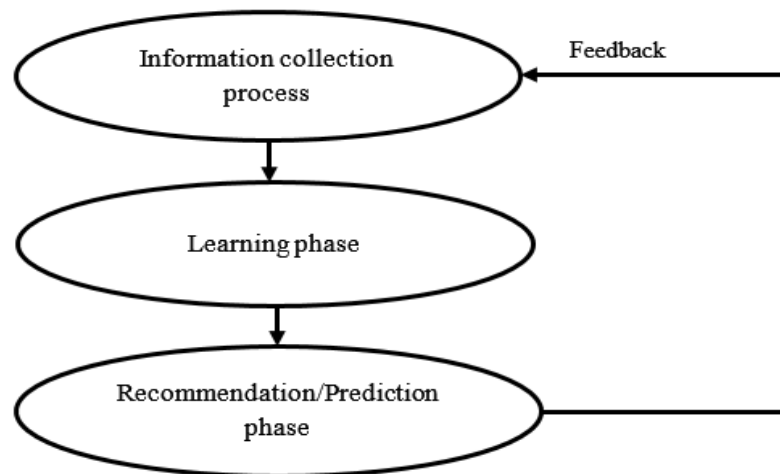 Information collection
process
Feedback
Learning phase
Recommendation/Prediction
phase